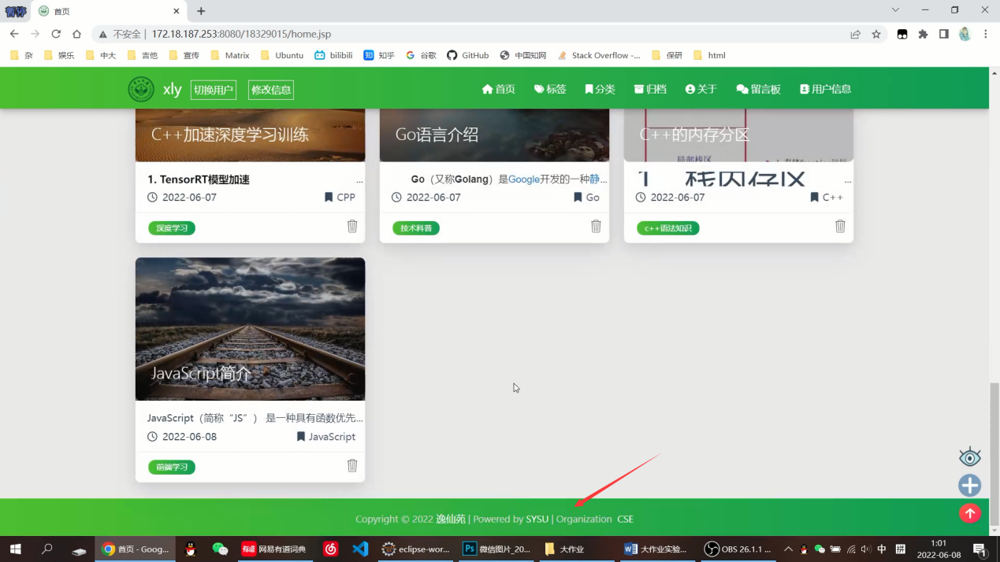 暂停 首页
不安全 | 172.18.187.253:8080/18329015/home.jsp
杂 娱乐 中大 吉他 宣传 Matrix Ubuntu bilibili 知乎 谷歌 GitHub 中国知网 Stack Overflow -... 保研 html
xly 切换用户 修改信息 首页 标签 分类 归档 关于 留言板 用户信息
C++加速深度学习训练
1. TensorRT模型加速 ...
2022-06-07 CPP
深度学习
Go语言介绍
Go（又称Golang）是Google开发的一种静...
2022-06-07 Go
技术科普
C++的内存分区
局部栈区
1 栈内存区 ...
2022-06-07 C++
c++语法知识
JavaScript简介
JavaScript（简称“JS”） 是一种具有函数优先...
2022-06-08 JavaScript
前端学习
Copyright © 2022 逸仙苑 | Powered by SYSU | Organization CSE
首页 - Goog... 有道 网易有道词典 eclipse-wor... Ps 微信图片_20... 大作业 大作业实验... OBS 26.1.1 ... 中 拼 1:01
2022-06-08 1